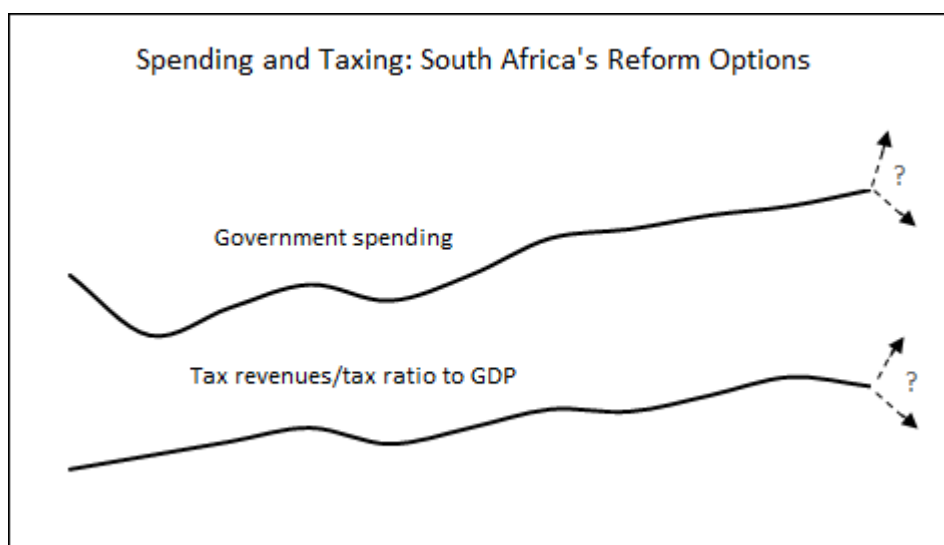 Spending and Taxing: South Africa's Reform Options
?
Government spending
Tax revenues/tax ratio to GDP
?